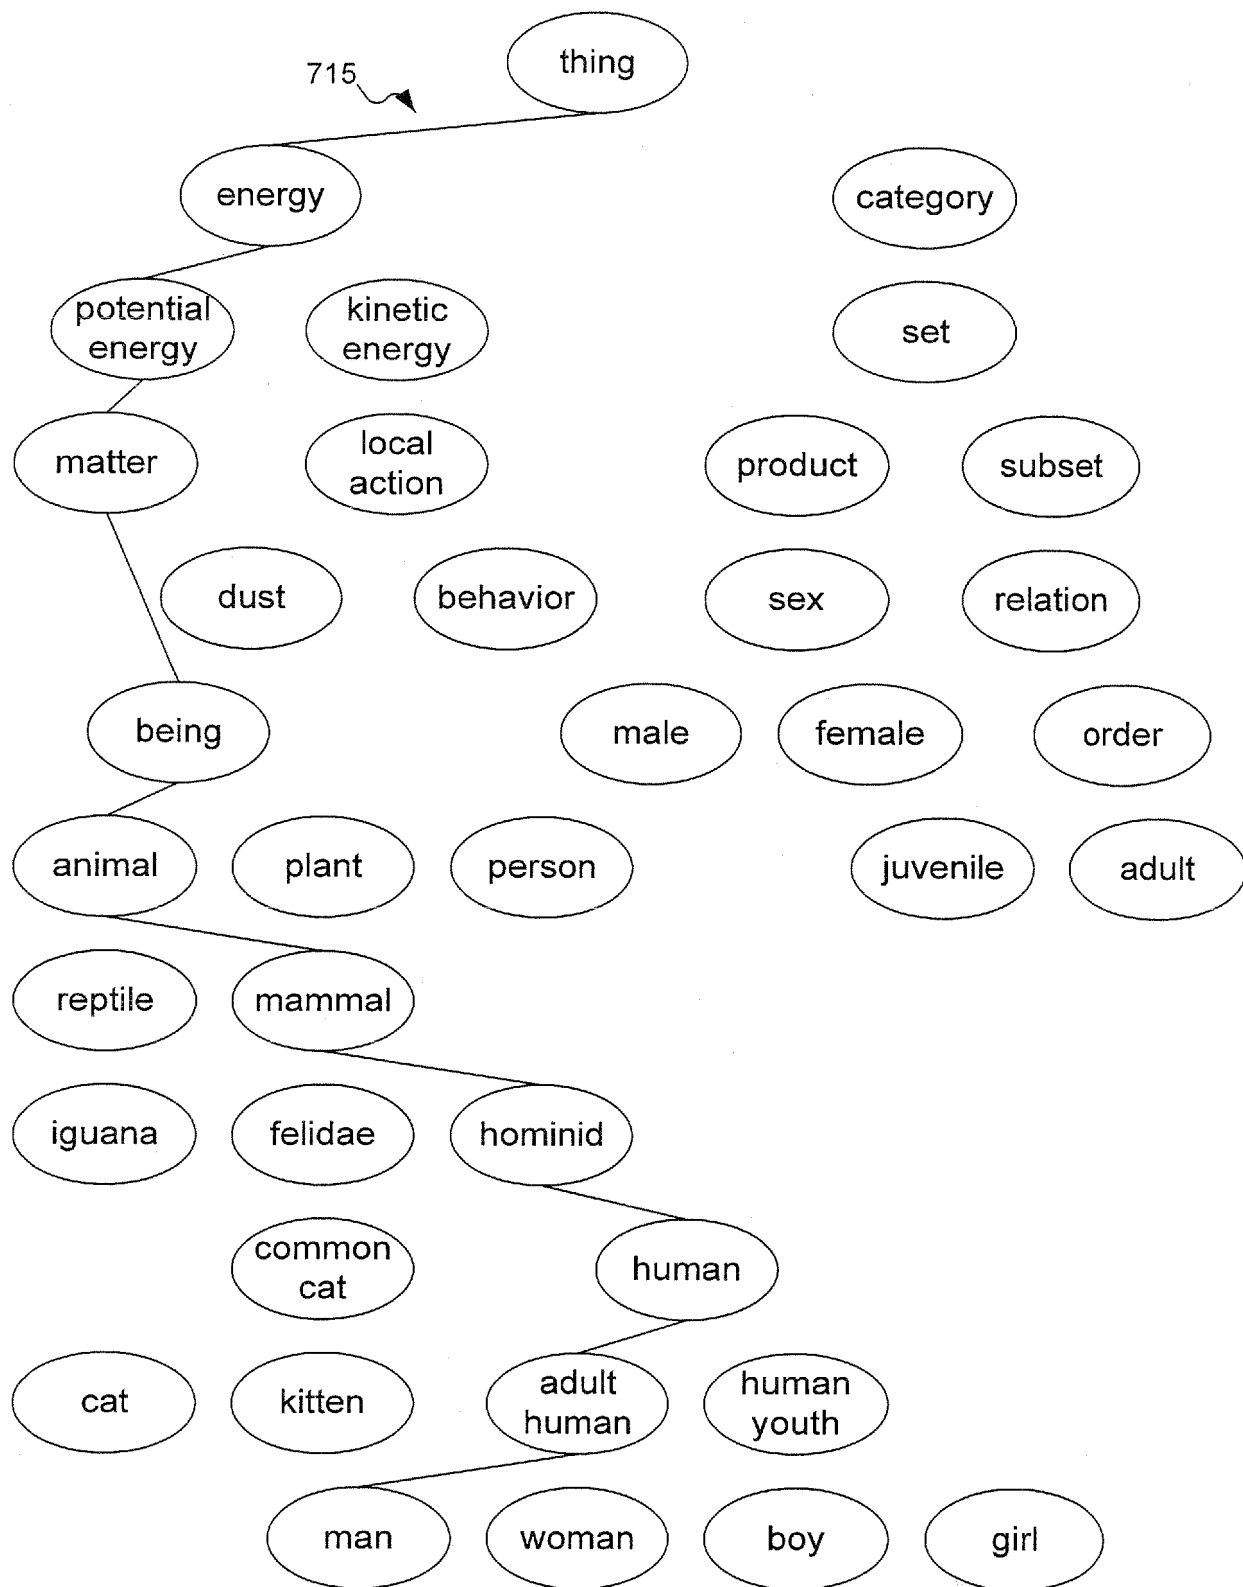 thing
715
energy
category
potential
energy
kinetic
energy
set
matter
local
action
product
subset
dust
behavior
sex
relation
being
male
female
order
animal
plant
person
juvenile
adult
reptile
mammal
iguana
felidae
hominid
common
cat
human
cat
kitten
adult
human
human
youth
man
woman
boy
girl